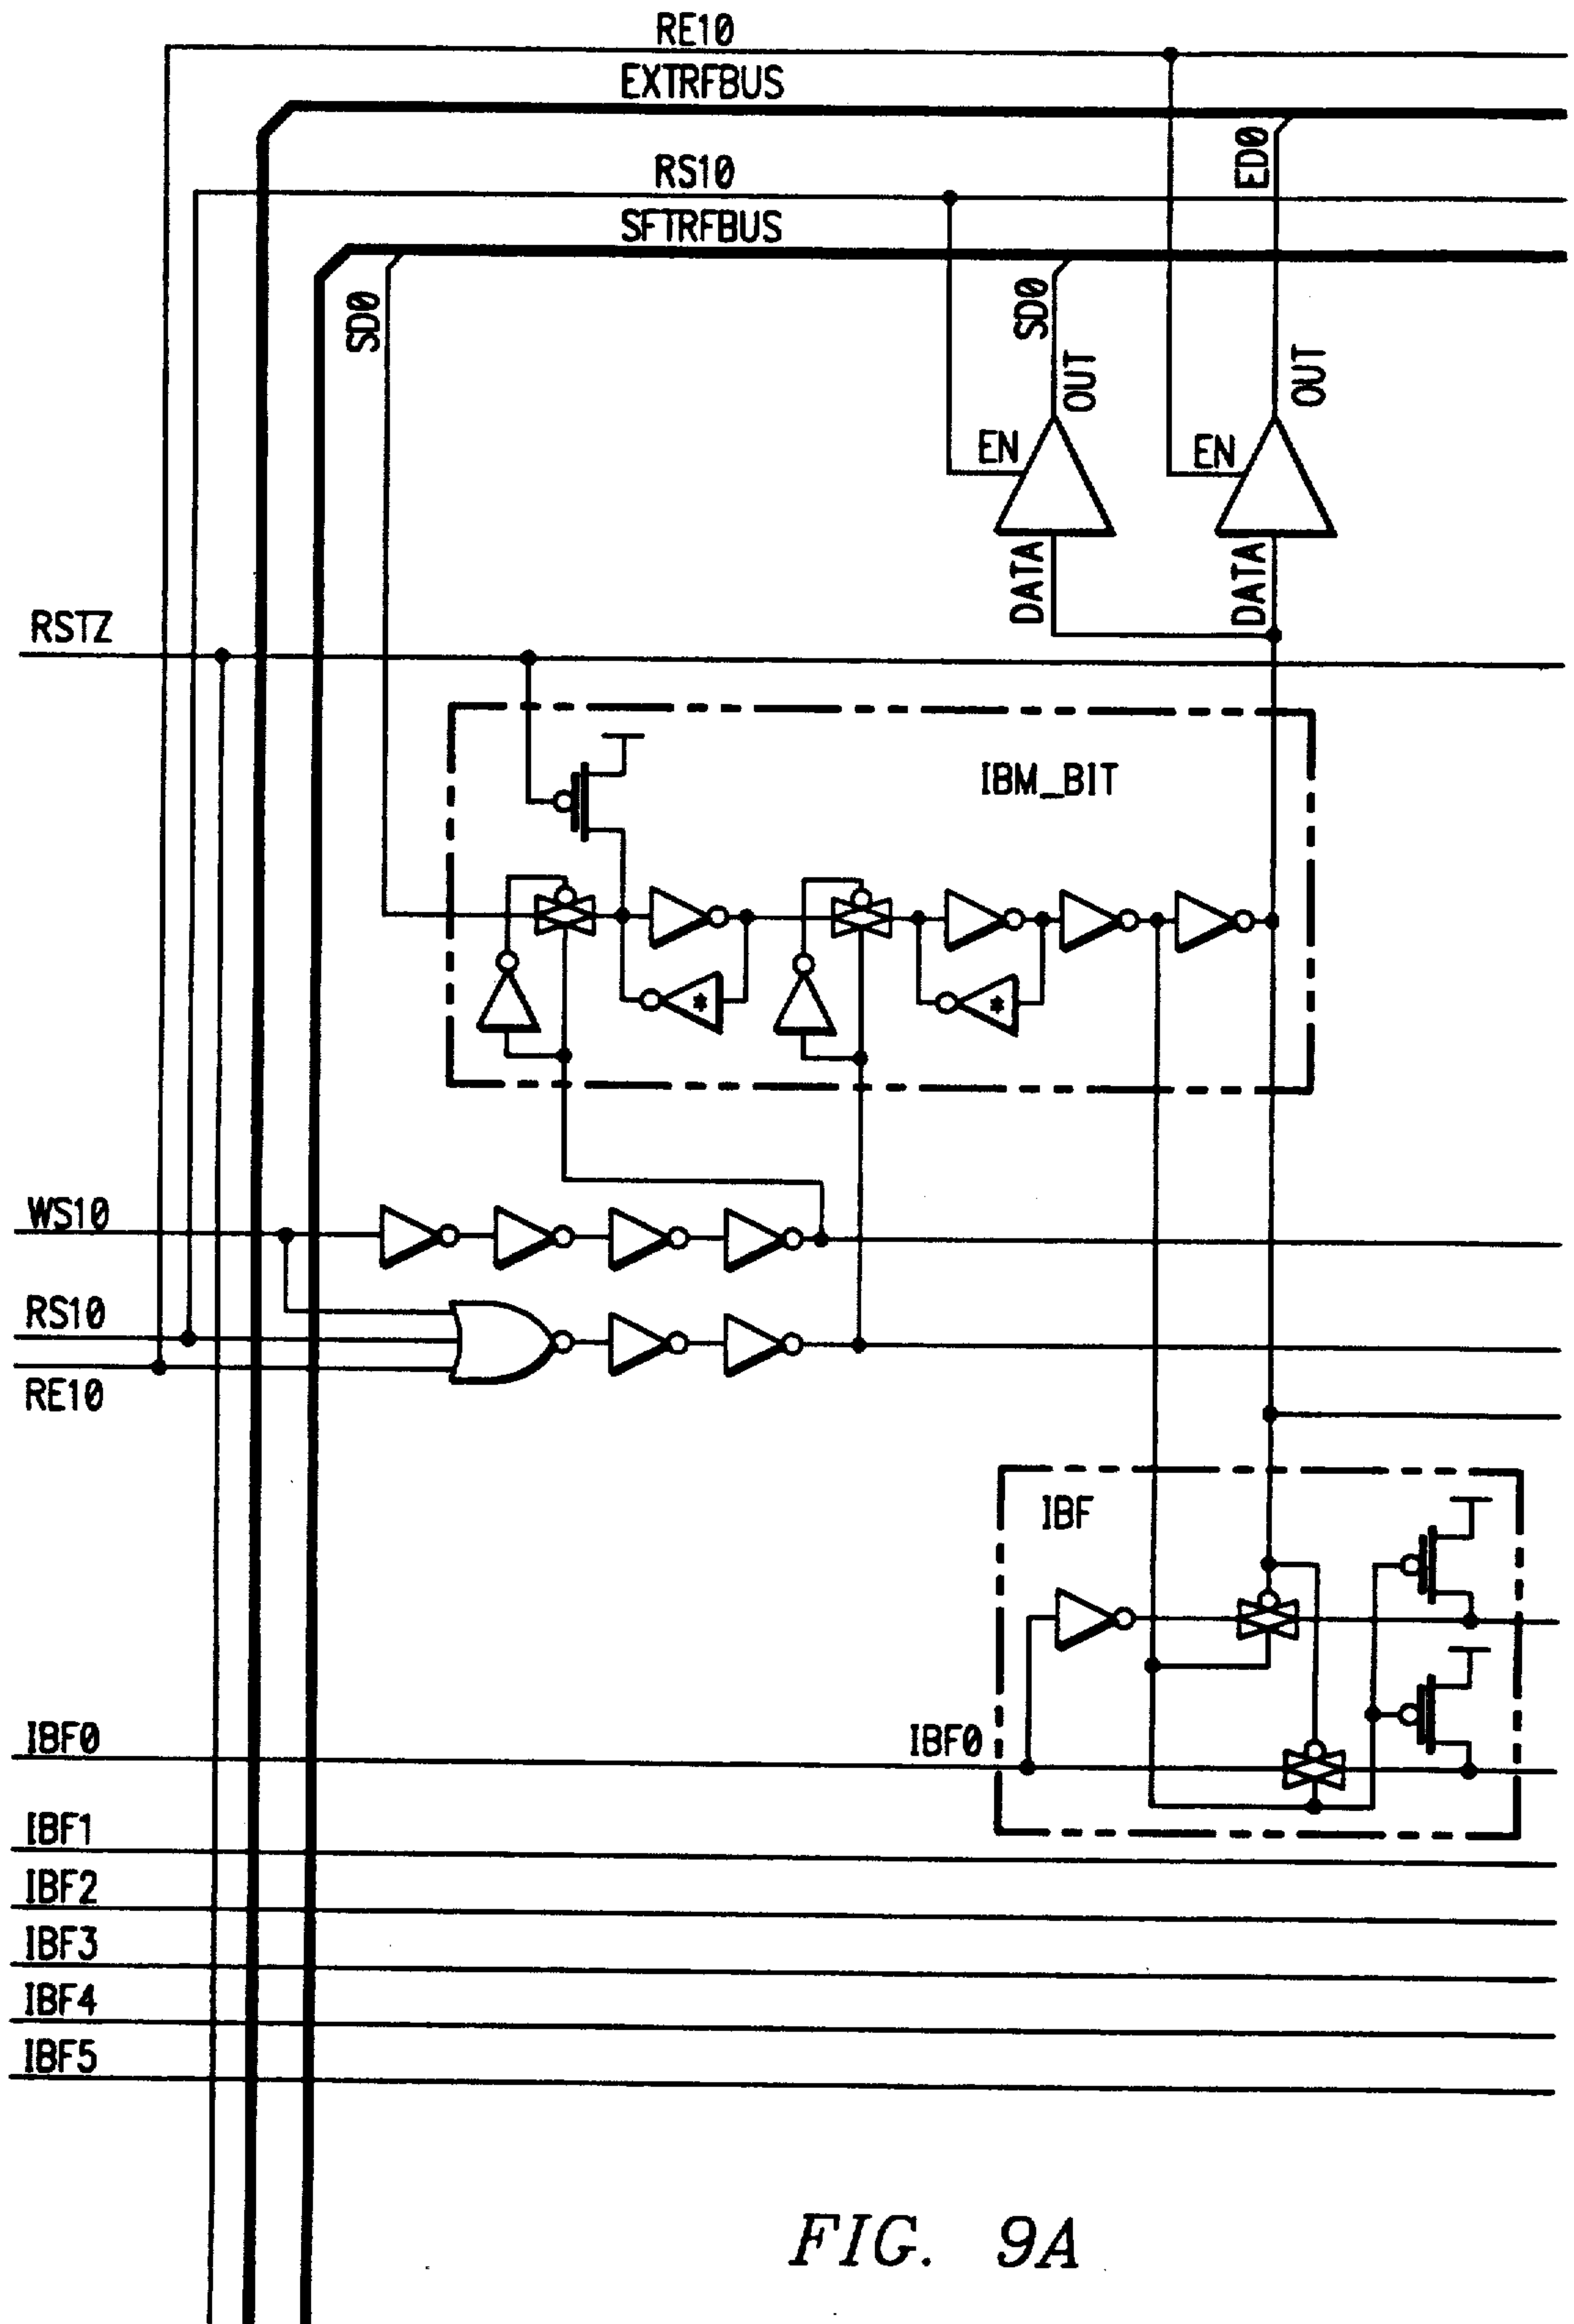 RE10
EXTRFBUS
ED0
RS10
SFTRFBUS
SD0
SD0
OUT
OUT
EN
EN
DATA
DATA
RSTZ
IBM_BIT
*
*
WS10
RS10
RE10
IBF
IBF0
IBF0
IBF1
IBF2
IBF3
IBF4
IBF5
FIG. 9A